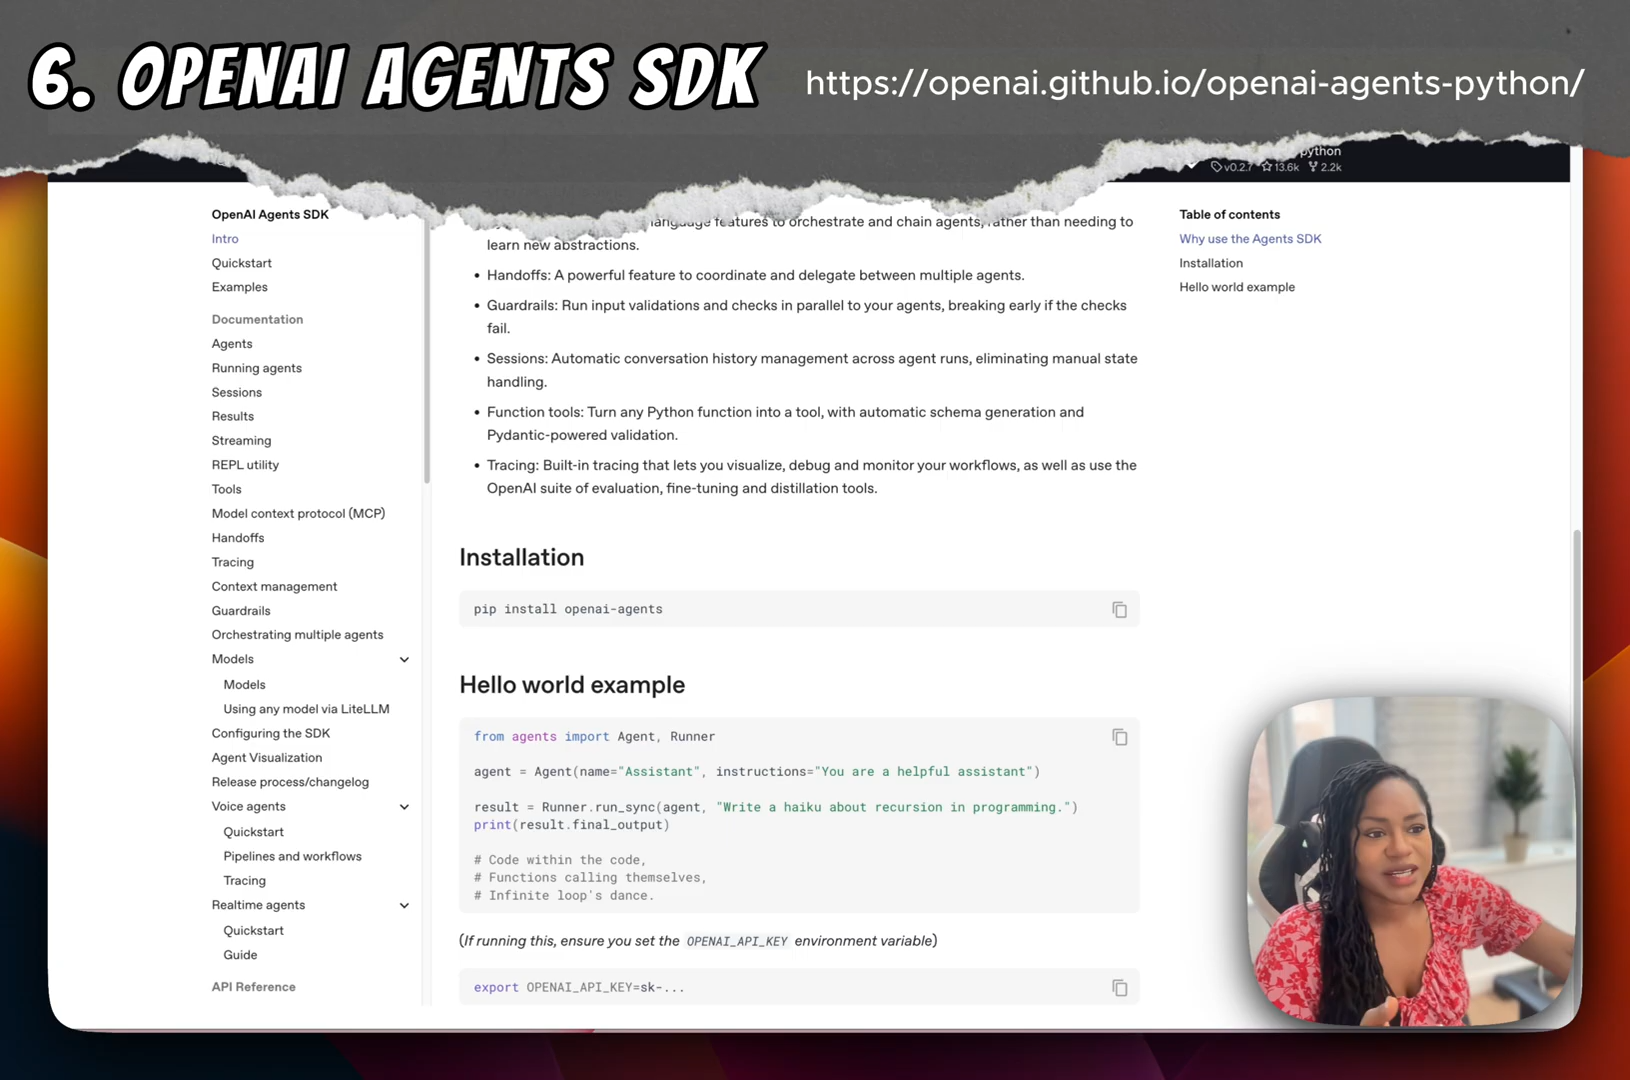 6. OPENAI AGENTS SDK
https://openai.github.io/openai-agents-python/
python
v0.2.7 13.6k 2.2k
OpenAI Agents SDK
Intro
Quickstart
Examples
Documentation
Agents
Running agents
Sessions
Results
Streaming
REPL utility
Tools
Model context protocol (MCP)
Handoffs
Tracing
Context management
Guardrails
Orchestrating multiple agents
Models
Models
Using any model via LiteLLM
Configuring the SDK
Agent Visualization
Release process/changelog
Voice agents
Quickstart
Pipelines and workflows
Tracing
Realtime agents
Quickstart
Guide
API Reference
language features to orchestrate and chain agents, rather than needing to
learn new abstractions.
• Handoffs: A powerful feature to coordinate and delegate between multiple agents.
• Guardrails: Run input validations and checks in parallel to your agents, breaking early if the checks
fail.
• Sessions: Automatic conversation history management across agent runs, eliminating manual state
handling.
• Function tools: Turn any Python function into a tool, with automatic schema generation and
Pydantic-powered validation.
• Tracing: Built-in tracing that lets you visualize, debug and monitor your workflows, as well as use the
OpenAI suite of evaluation, fine-tuning and distillation tools.
Installation
pip install openai-agents
Hello world example
from agents import Agent, Runner
agent = Agent(name="Assistant", instructions="You are a helpful assistant")
result = Runner.run_sync(agent, "Write a haiku about recursion in programming.")
print(result.final_output)
# Code within the code,
# Functions calling themselves,
# Infinite loop's dance.
(If running this, ensure you set the OPENAI_API_KEY environment variable)
export OPENAI_API_KEY=sk-...
Table of contents
Why use the Agents SDK
Installation
Hello world example